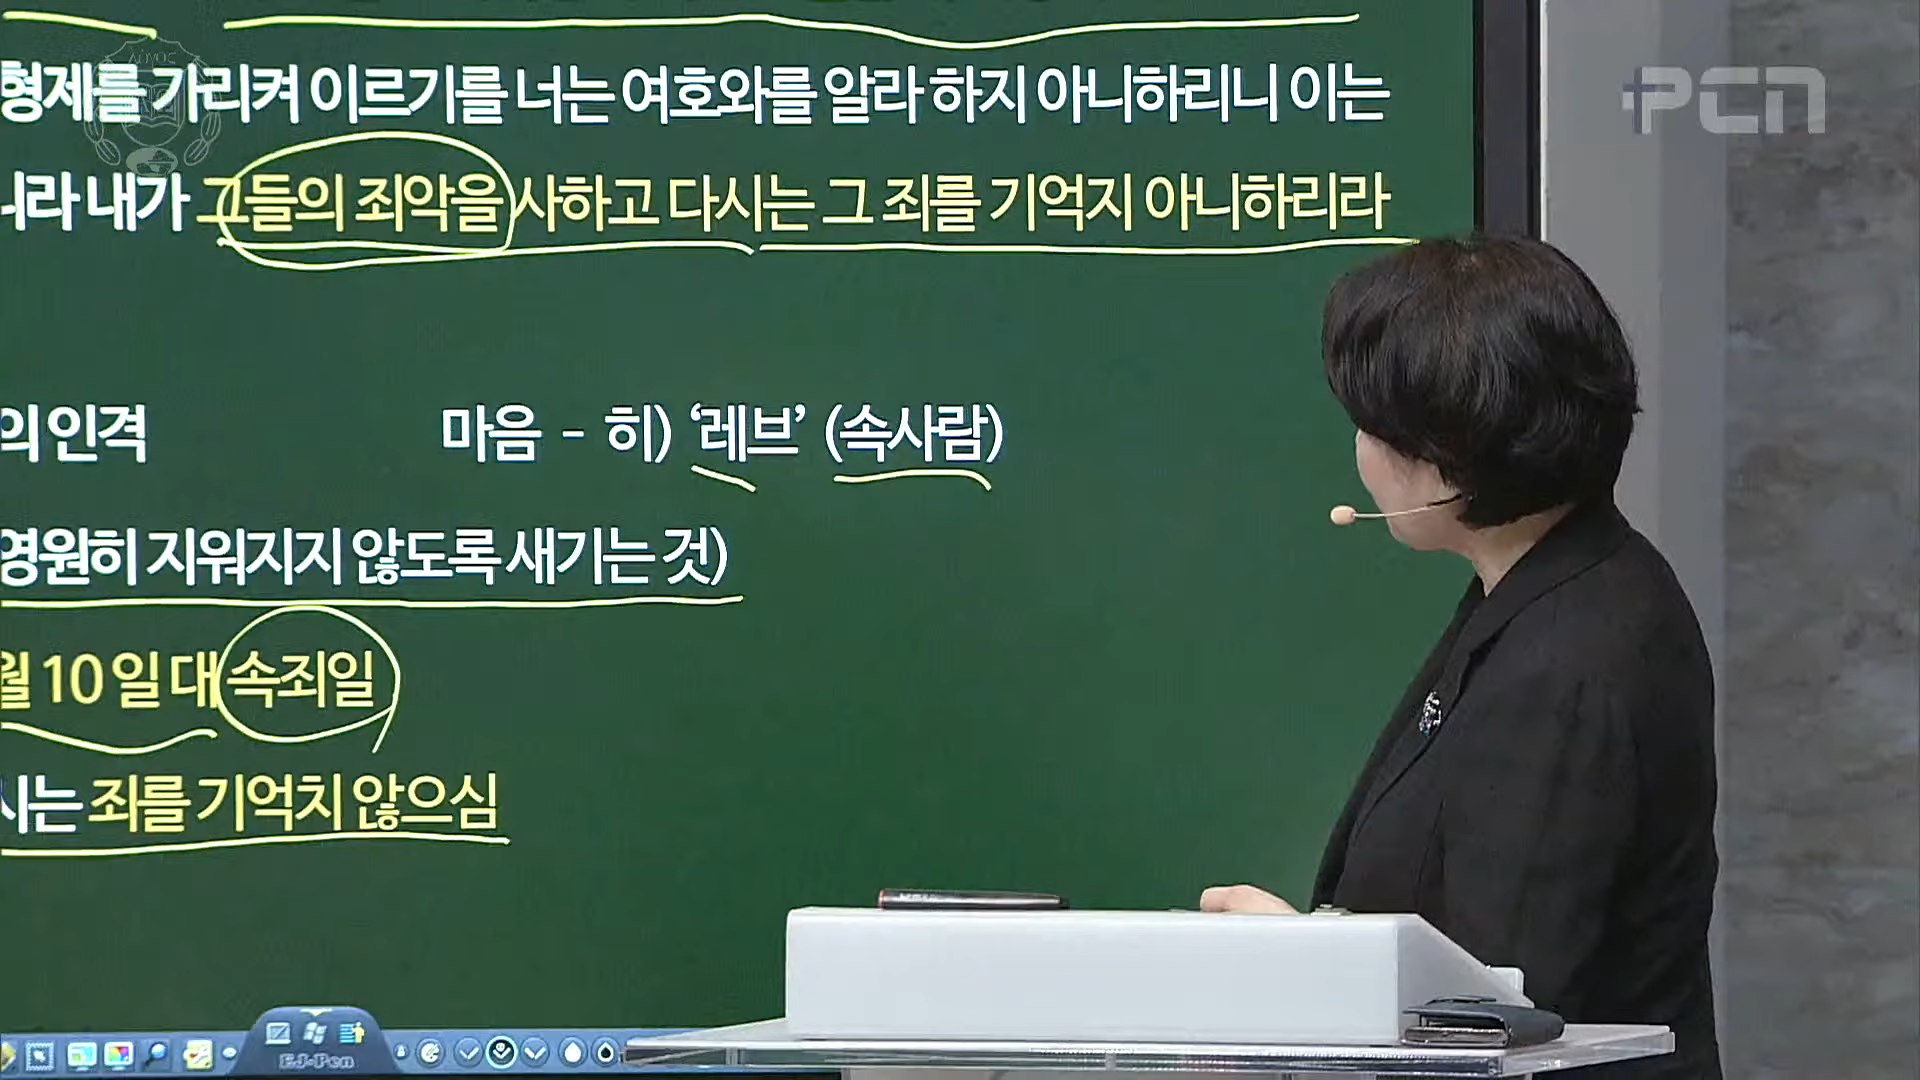 형제를 가리켜 이르기를 너는 여호와를 알라 하지 아니하리니 이는
니라 내가 그들의 죄악을 사하고 다시는 그 죄를 기억지 아니하리라
의 인격 마음 - 히) ‘레브’ (속사람)
영원히 지워지지 않도록 새기는 것)
월 10일 대속죄일
시는 죄를 기억치 않으심
PCN
EJ-Pen